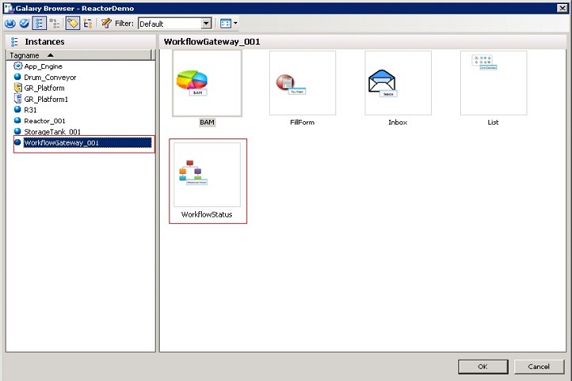 Galaxy Browser - ReactorDemo
Filter: Default
Instances
WorkflowGateway_001
Tagname
App_Engine
Drum_Conveyor
GR_Platform
GR_Platform1
R31
Reactor_001
StorageTank_001
WorkflowGateway_001
BAM
BAM
FillForm
Inbox
List
WorkflowStatus
OK
Cancel